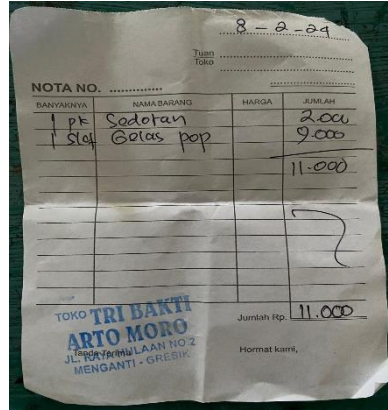 8-2-24
Tuan
Toko
NOTA NO.
BANYAKNYA NAMA BARANG HARGA JUMLAH
1 pk Sedotan 2.000
1 slof Gelas pop 9.000
11.000
Jumlah Rp. 11.000
TOKO TRI BAKTI
ARTO MORO
Tanda Terima
JL. RAYA HULAAN NO 2
MENGANTI - GRESIK
Hormat kami,